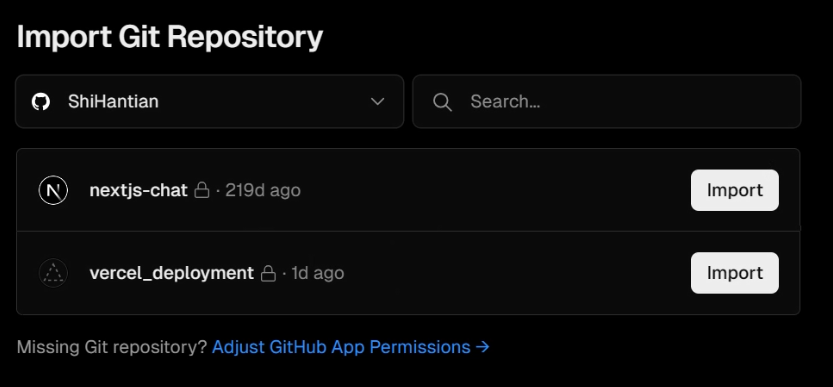 Import Git Repository
ShiHantian
Search...
nextjs-chat · 219d ago
Import
vercel_deployment · 1d ago
Import
Missing Git repository? Adjust GitHub App Permissions →